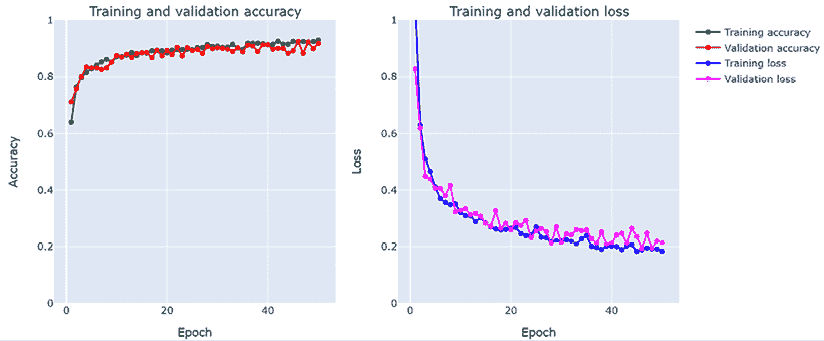 Training and validation accuracy
Training and validation loss
1
0.8
0.6
0.4
0.2
0
Accuracy
0
20
40
Epoch
1
0.8
0.6
0.4
0.2
0
Loss
0
20
40
Epoch
Training accuracy
Validation accuracy
Training loss
Validation loss